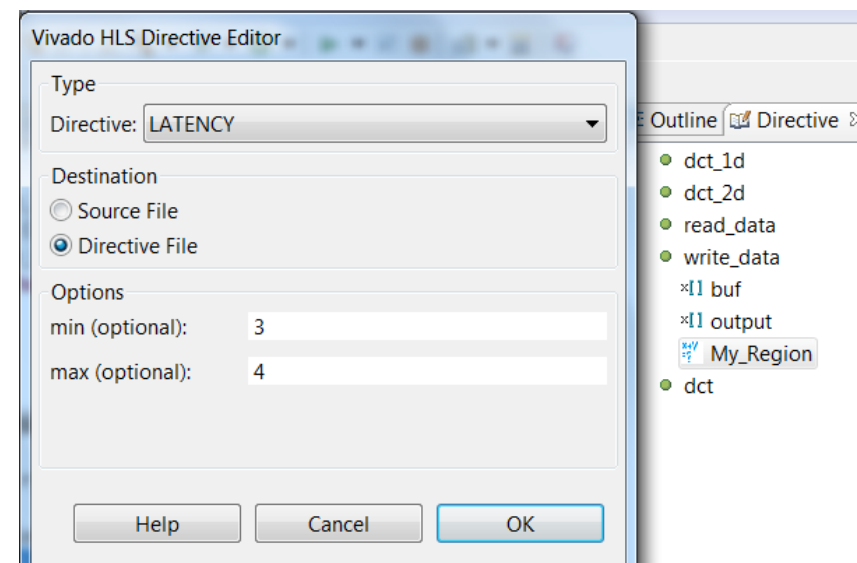 Vivado HLS Directive Editor
Type
Directive: LATENCY
Destination
Source File
Directive File
Options
min (optional): 3
max (optional): 4
Help Cancel OK
Outline Directive
dct_1d
dct_2d
read_data
write_data
buf
output
My_Region
dct